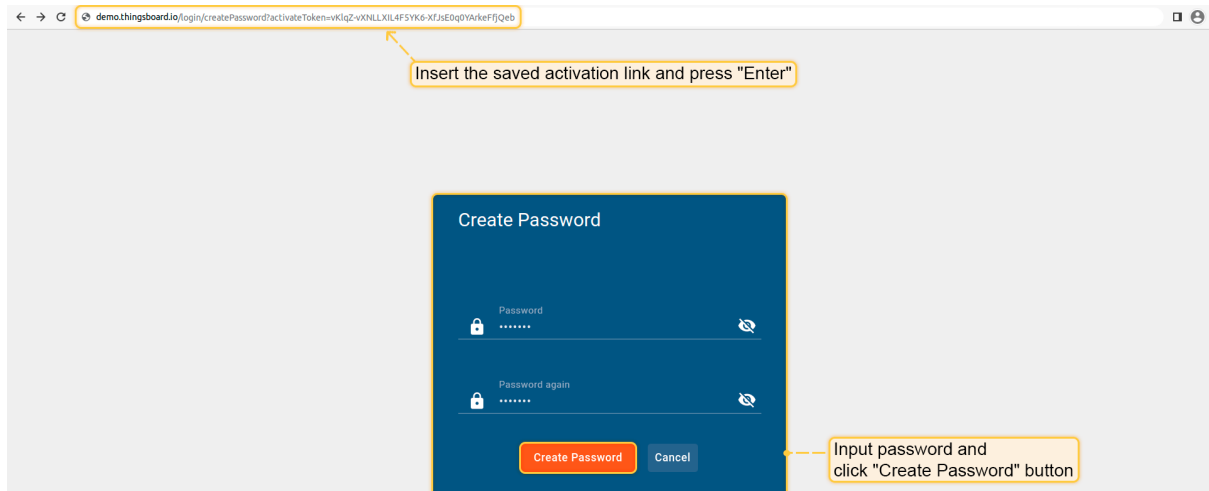 demo.thingsboard.io/login/createPassword?activateToken=vKlqZ-vXNLLXIL4F5YK6-XfJsE0q0YArkeFfjQeb
Insert the saved activation link and press "Enter"
Create Password
Password
•••••••
Password again
•••••••
Create Password
Cancel
Input password and
click "Create Password" button